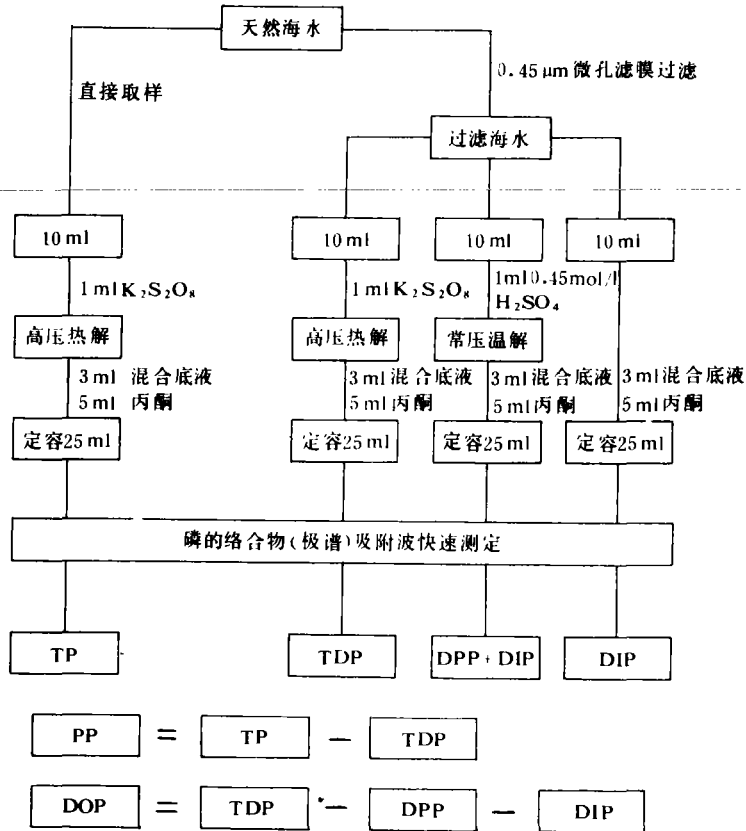 天然海水
直接取样
0.45μm微孔滤膜过滤
过滤海水
10ml 10ml 10ml 10ml
1mlK₂S₂O₈ 1mlK₂S₂O₈ 1ml0.45mol/l
H₂SO₄
高压热解 高压热解 常压温解
3ml 混合底液 3ml混合底液 3ml混合底液 3ml混合底液
5ml 丙酮 5ml丙酮 5ml丙酮 5ml丙酮
定容25ml 定容25ml 定容25ml 定容25ml
磷的络合物(极谱)吸附波快速测定
TP TDP DPP+DIP DIP
PP = TP − TDP
DOP = TDP − DPP − DIP